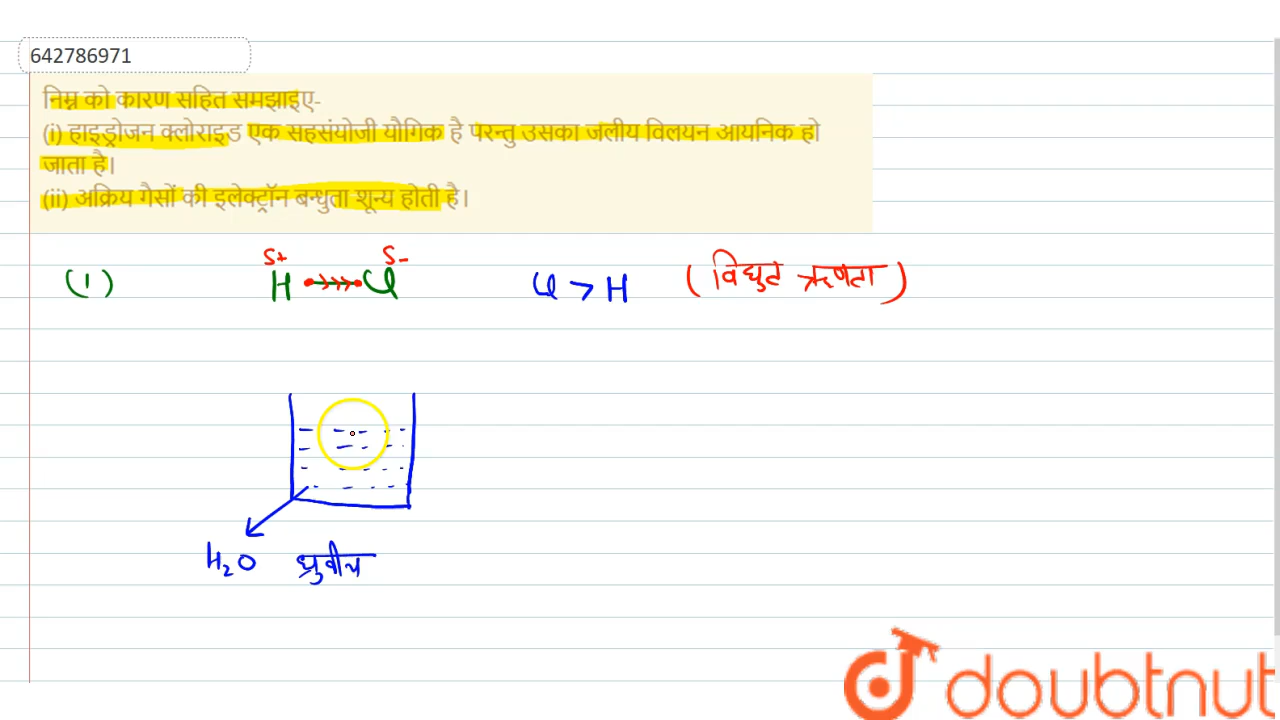 642786971
निम्न को कारण सहित समझाइए-
(i) हाइड्रोजन क्लोराइड एक सहसंयोजी यौगिक है परन्तु उसका जलीय विलयन आयनिक हो
जाता है।
(ii) अक्रिय गैसों की इलेक्ट्रॉन बन्धुता शून्य होती है।
δ+ δ-
(1) H Cl Cl > H (विद्युत ऋणता)
H₂O ध्रुवीय
doubtnut